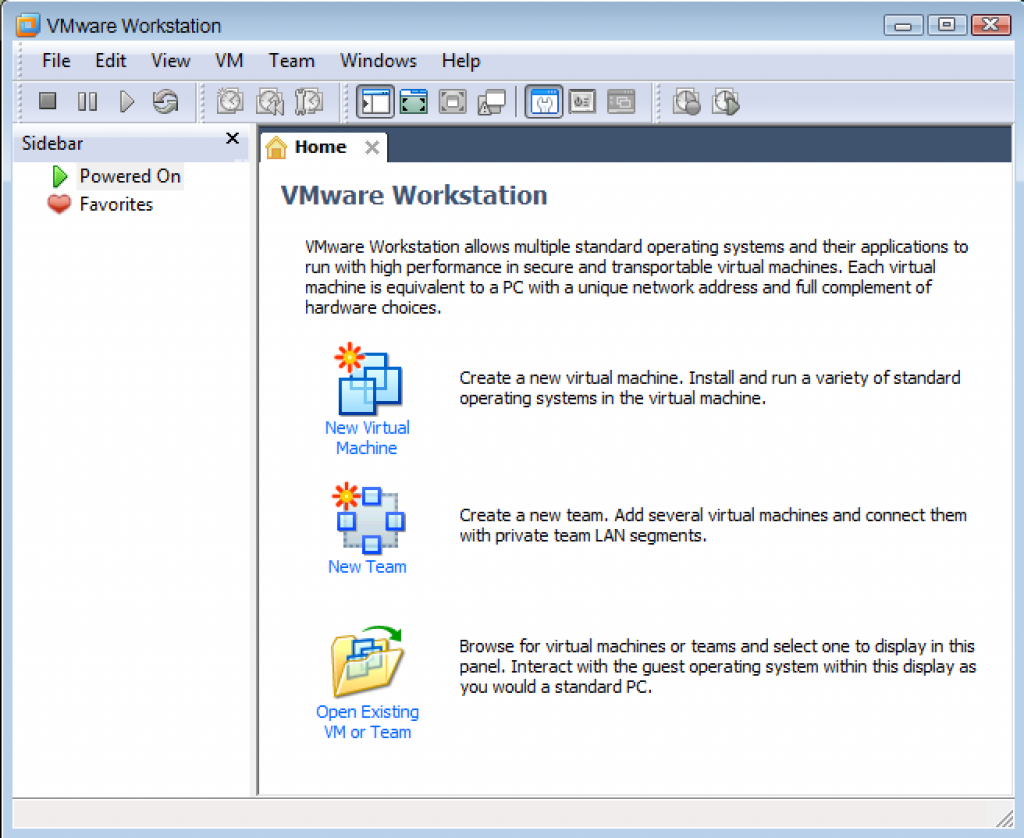 VMware Workstation
File Edit View VM Team Windows Help
Sidebar
Powered On
Favorites
Home
VMware Workstation
VMware Workstation allows multiple standard operating systems and their applications to
run with high performance in secure and transportable virtual machines. Each virtual
machine is equivalent to a PC with a unique network address and full complement of
hardware choices.
New Virtual
Machine
Create a new virtual machine. Install and run a variety of standard
operating systems in the virtual machine.
New Team
Create a new team. Add several virtual machines and connect them
with private team LAN segments.
Open Existing
VM or Team
Browse for virtual machines or teams and select one to display in this
panel. Interact with the guest operating system within this display as
you would a standard PC.